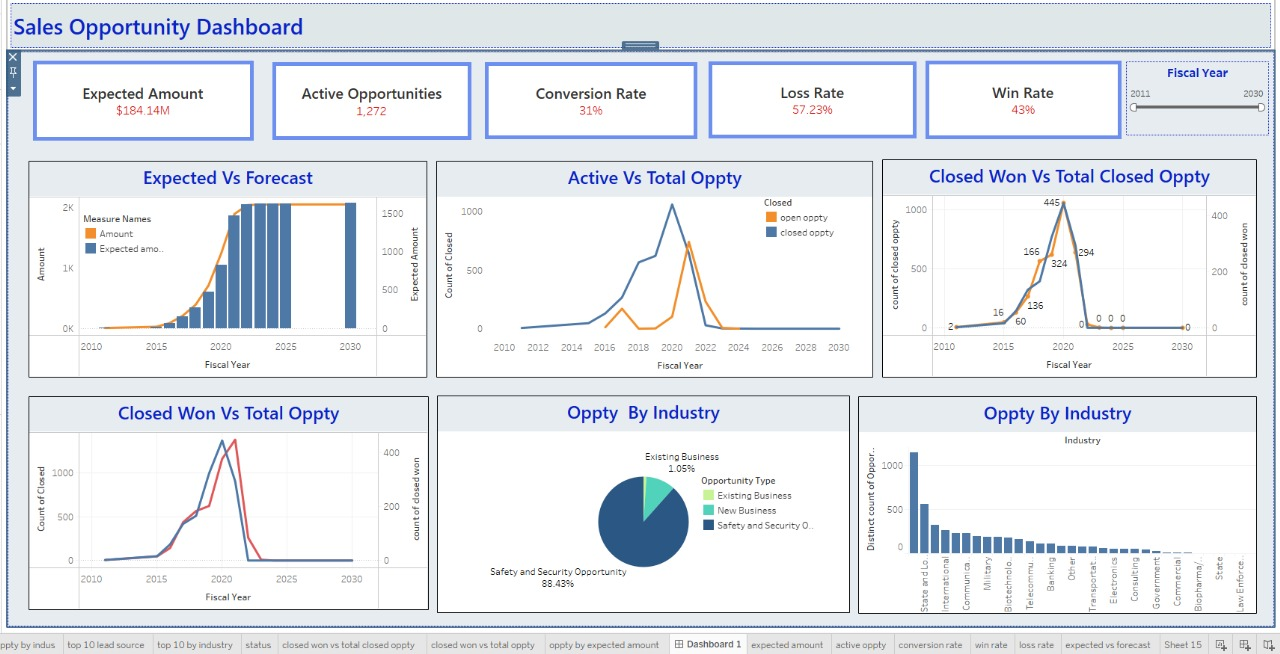 Sales Opportunity Dashboard
Expected Amount
$184.14M
Active Opportunities
1,272
Conversion Rate
31%
Loss Rate
57.23%
Win Rate
43%
Fiscal Year
2011 2030
Expected Vs Forecast
Measure Names
Amount
Expected amo..
Amount
2K
1K
0K
1500
1000
500
0
Expected Amount
2010 2015 2020 2025 2030
Fiscal Year
Active Vs Total Oppty
Closed
open oppty
closed oppty
Count of Closed
1000
500
0
2010 2012 2014 2016 2018 2020 2022 2024 2026 2028 2030
Fiscal Year
Closed Won Vs Total Closed Oppty
count of closed oppty
1000
500
0
445
166
324
294
136
16
60
2
0 0 0 0 0
400
200
0
count of closed won
2010 2015 2020 2025 2030
Fiscal Year
Closed Won Vs Total Oppty
Count of Closed
1000
500
0
400
200
0
count of closed won
2010 2015 2020 2025 2030
Fiscal Year
Oppty By Industry
Existing Business
1.05%
Opportunity Type
Existing Business
New Business
Safety and Security O..
Safety and Security Opportunity
88.43%
Oppty By Industry
Industry
Distinct count of Oppor..
1000
500
0
State and Lo..
International
Communica..
Military
Biotechnolo..
Telecommu..
Banking
Other
Transportat..
Electronics
Consulting
Government
Commercial
Biopharma/..
State
Law Enforce..
ppty by indus top 10 lead source top 10 by industry status closed won vs total closed oppty closed won vs total oppty oppty by expected amount Dashboard 1 expected amount active oppty conversion rate win rate loss rate expected vs forecast Sheet 15